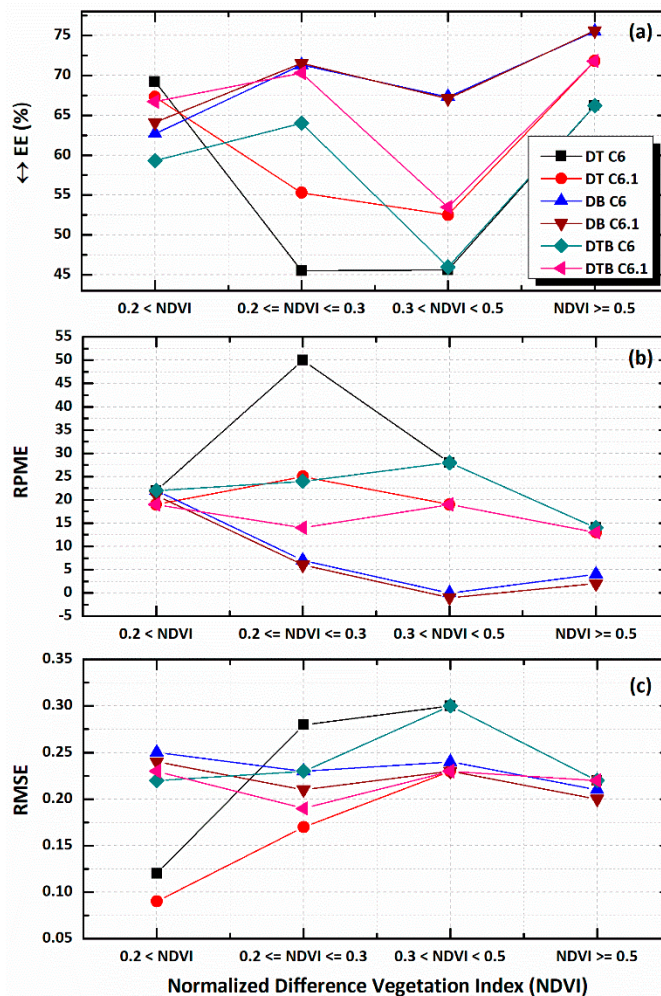 (a)
↔ EE (%)
75
70
65
60
55
50
45
DT C6
DT C6.1
DB C6
DB C6.1
DTB C6
DTB C6.1
0.2 < NDVI
0.2 <= NDVI <= 0.3
0.3 < NDVI < 0.5
NDVI >= 0.5
(b)
RPME
55
50
45
40
35
30
25
20
15
10
5
0
-5
0.2 < NDVI
0.2 <= NDVI <= 0.3
0.3 < NDVI < 0.5
NDVI >= 0.5
(c)
RMSE
0.35
0.30
0.25
0.20
0.15
0.10
0.05
0.2 < NDVI
0.2 <= NDVI <= 0.3
0.3 < NDVI < 0.5
NDVI >= 0.5
Normalized Difference Vegetation Index (NDVI)